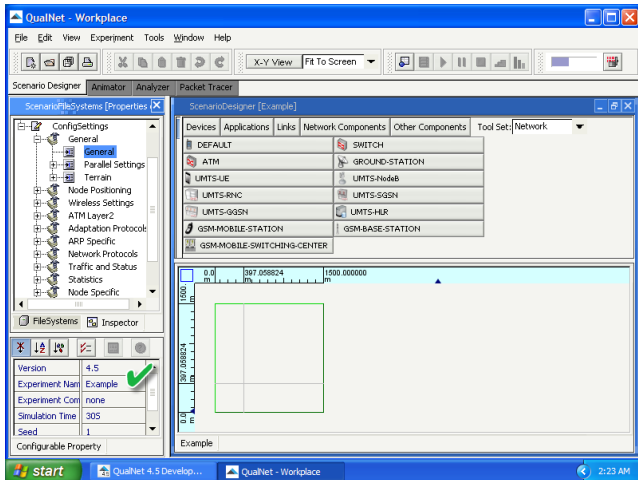 QualNet - Workplace
File Edit View Experiment Tools Window Help
X-Y View Fit To Screen
Scenario Designer Animator Analyzer Packet Tracer
ScenarioFileSystems [Properties
ScenarioDesigner [Example]
ConfigSettings
General
General
Parallel Settings
Terrain
Node Positioning
Wireless Settings
ATM Layer2
Adaptation Protocols
ARP Specific
Network Protocols
Traffic and Status
Statistics
Node Specific
FileSystems Inspector
Devices Applications Links Network Components Other Components Tool Set: Network
DEFAULT SWITCH
ATM GROUND-STATION
UMTS-UE UMTS-NodeB
UMTS-RNC UMTS-SGSN
UMTS-GGSN UMTS-HLR
GSM-MOBILE-STATION GSM-BASE-STATION
GSM-MOBILE-SWITCHING-CENTER
0.0 397.058824 1500.000000
m m m
1500.
m
397.058824
m
0.0
m
Version 4.5
Experiment Nam Example
Experiment Com none
Simulation Time 30S
Seed 1
Configurable Property
Example
start QualNet 4.5 Develop... QualNet - Workplace 2:23 AM